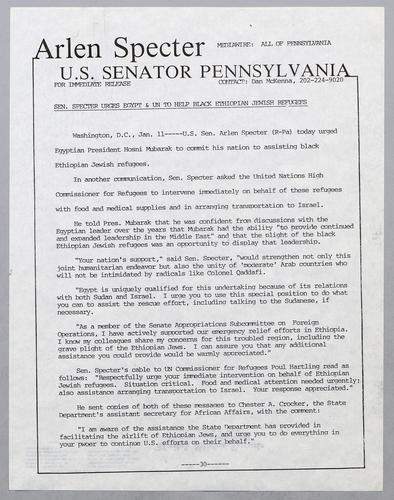 Arlen Specter MEDIAWIRE: ALL OF PENNSYLVANIA
U.S. SENATOR PENNSYLVANIA
FOR IMMEDIATE RELEASE CONTACT: Dan McKenna, 202-224-9020
SEN. SPECTER URGES EGYPT & UN TO HELP BLACK ETHIOPIAN JEWISH REFUGEES
Washington, D.C., Jan. 11-----U.S. Sen. Arlen Specter (R-Pa) today urged
Egyptian President Hosni Mubarak to commit his nation to assisting black
Ethiopian Jewish refugees.
In another communication, Sen. Specter asked the United Nations High
Commissioner for Refugees to intervene immediately on behalf of these refugees
with food and medical supplies and in arranging transportation to Israel.
He told Pres. Mubarak that he was confident from discussions with the
Egyptian leader over the years that Mubarak had the ability "to provide continued
and expanded leadership in the Middle East" and that the plight of the black
Ethiopian Jewish refugees was an opportunity to display that leadership.
"Your nation's support," said Sen. Specter, "would strengthen not only this
joint humanitarian endeavor but also the unity of 'moderate' Arab countries who
will not be intimidated by radicals like Colonel Qaddafi.
"Egypt is uniquely qualified for this undertaking because of its relations
with both Sudan and Israel. I urge you to use this special position to do what
you can to assist the rescue effort, including talking to the Sudanese, if
necessary.
"As a member of the Senate Appropriations Subcommittee on Foreign
Operations, I have actively supported our emergency relief efforts in Ethiopia.
I know my colleagues share my concerns for this troubled region, including the
grave plight of the Ethiopian Jews. I can assure you that any additional
assistance you could provide would be warmly appreciated."
Sen. Specter's cable to UN Commissioner for Refugees Poul Hartling read as
follows: "Respectfully urge your immediate intervention on behalf of Ethiopian
Jewish refugees. Situation critical. Food and medical attention needed urgently;
also assistance arranging transportation to Israel. Your response appreciated."
He sent copies of both of these messages to Chester A. Crocker, the State
Department's assistant secretary for African Affairs, with the comment:
"I am aware of the assistance the State Department has provided in
facilitating the airlift of Ethiopian Jews, and urge you to do everything in
your pwoer to continue U.S. efforts on their behalf."
-----30-----